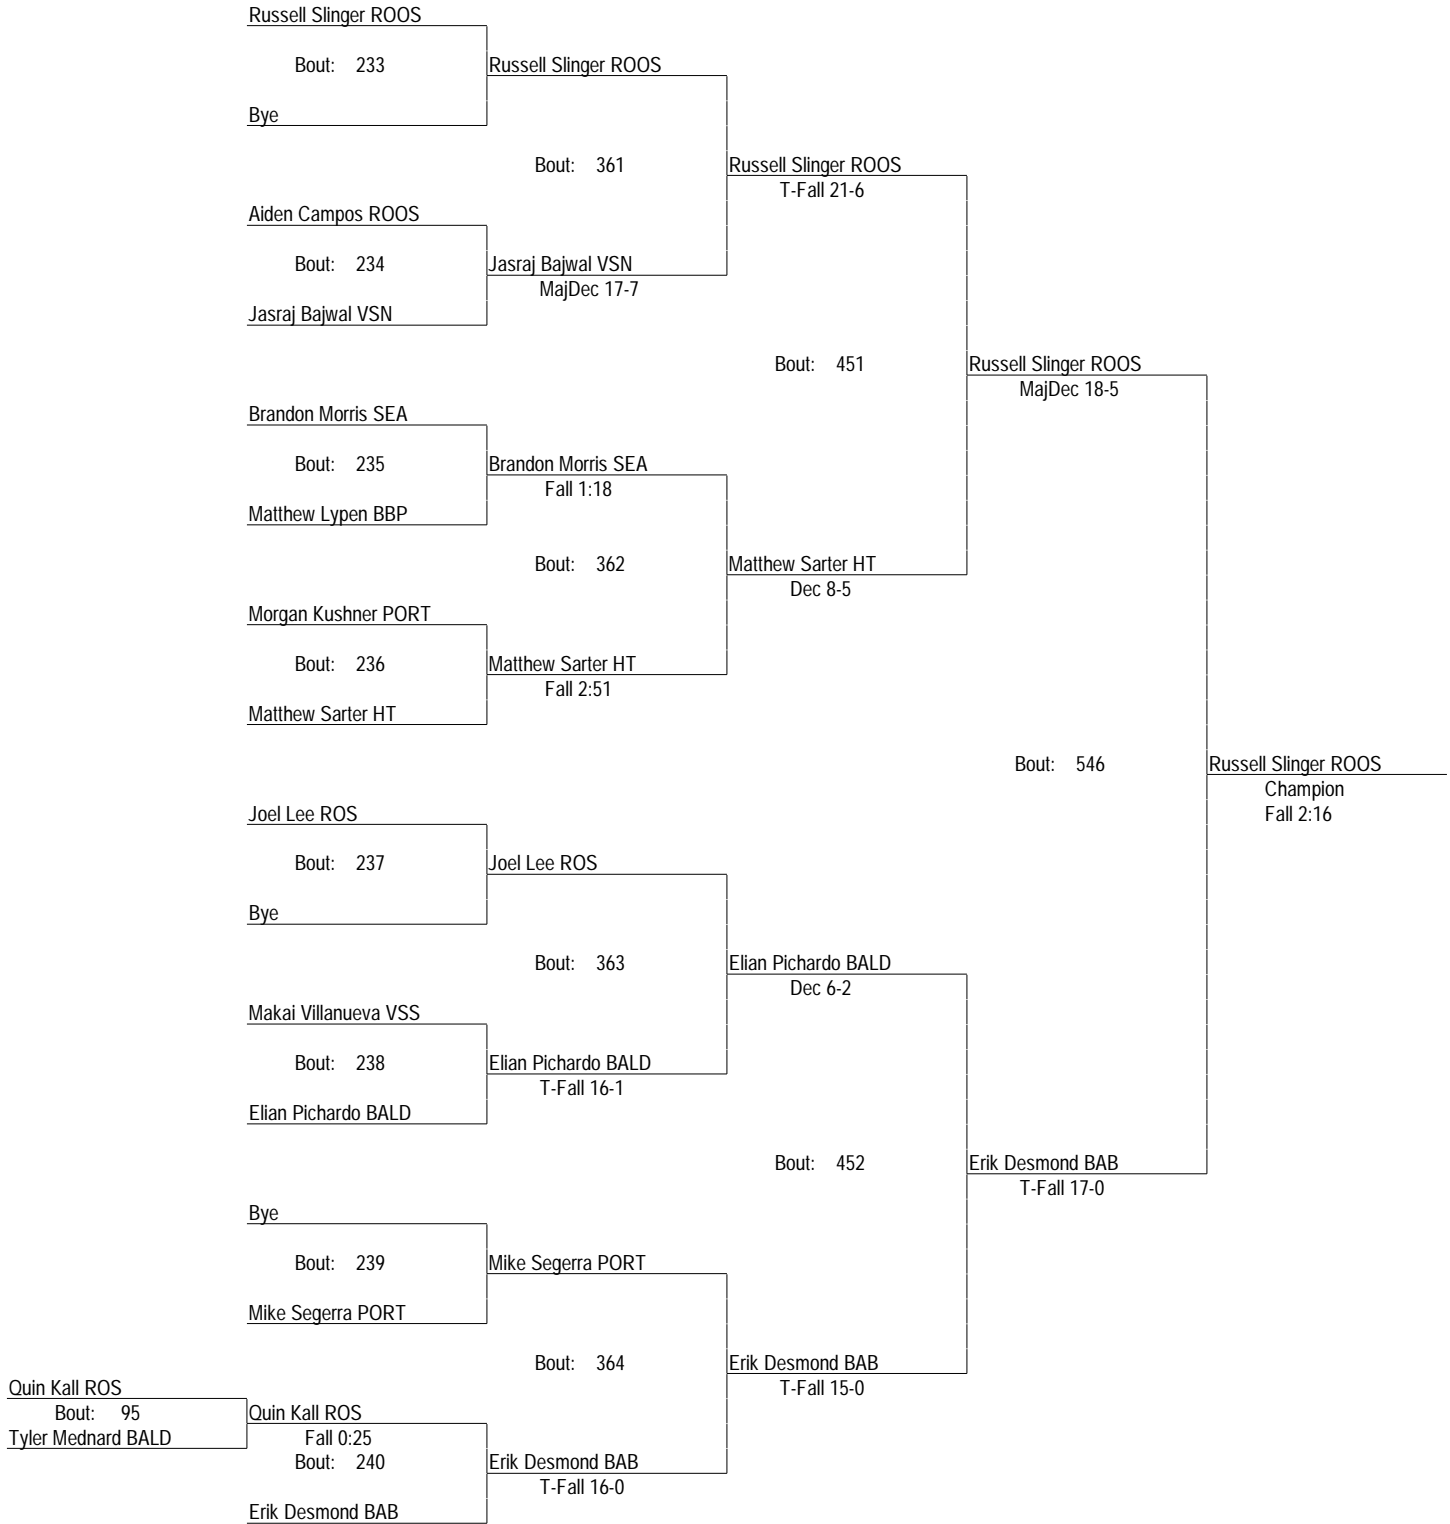 Russell Slinger ROOS
Bout: 233
Russell Slinger ROOS
Bye
Bout: 361
Russell Slinger ROOS
T-Fall 21-6
Aiden Campos ROOS
Bout: 234
Jasraj Bajwal VSN
MajDec 17-7
Jasraj Bajwal VSN
Bout: 451
Russell Slinger ROOS
MajDec 18-5
Brandon Morris SEA
Bout: 235
Brandon Morris SEA
Fall 1:18
Matthew Lypen BBP
Bout: 362
Matthew Sarter HT
Dec 8-5
Morgan Kushner PORT
Bout: 236
Matthew Sarter HT
Fall 2:51
Matthew Sarter HT
Bout: 546
Russell Slinger ROOS
Champion
Fall 2:16
Joel Lee ROS
Bout: 237
Joel Lee ROS
Bye
Bout: 363
Elian Pichardo BALD
Dec 6-2
Makai Villanueva VSS
Bout: 238
Elian Pichardo BALD
T-Fall 16-1
Elian Pichardo BALD
Bout: 452
Erik Desmond BAB
T-Fall 17-0
Bye
Bout: 239
Mike Segerra PORT
Mike Segerra PORT
Bout: 364
Erik Desmond BAB
T-Fall 15-0
Quin Kall ROS
Bout: 95
Tyler Mednard BALD
Quin Kall ROS
Fall 0:25
Bout: 240
Erik Desmond BAB
T-Fall 16-0
Erik Desmond BAB